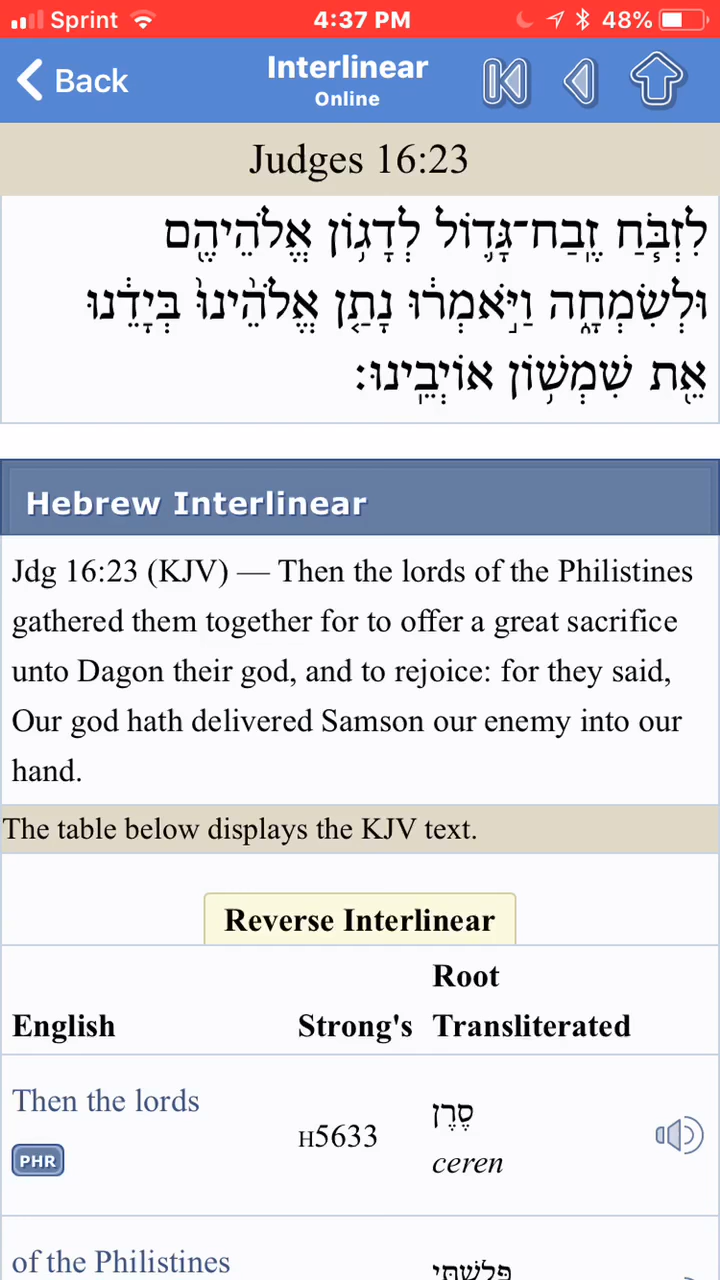 Sprint 4:37 PM 48%
Back Interlinear
Online
Judges 16:23
לִזְבֹּ֧חַ זֶֽבַח־גָּד֛וֹל לְדָג֥וֹן אֱלֹהֵיהֶ֖ם
וּלְשִׂמְחָ֑ה וַיֹּ֣אמְר֔וּ נָתַ֤ן אֱלֹהֵ֙ינוּ֙ בְּיָדֵ֔נוּ
אֵ֖ת שִׁמְשׁ֥וֹן אוֹיְבֵֽינוּ׃
Hebrew Interlinear
Jdg 16:23 (KJV) — Then the lords of the Philistines
gathered them together for to offer a great sacrifice
unto Dagon their god, and to rejoice: for they said,
Our god hath delivered Samson our enemy into our
hand.
The table below displays the KJV text.
Reverse Interlinear
English Strong's Root Transliterated
Then the lords H5633 סֶרֶן
PHR ceren
of the Philistines פְּלִשְׁתִּי